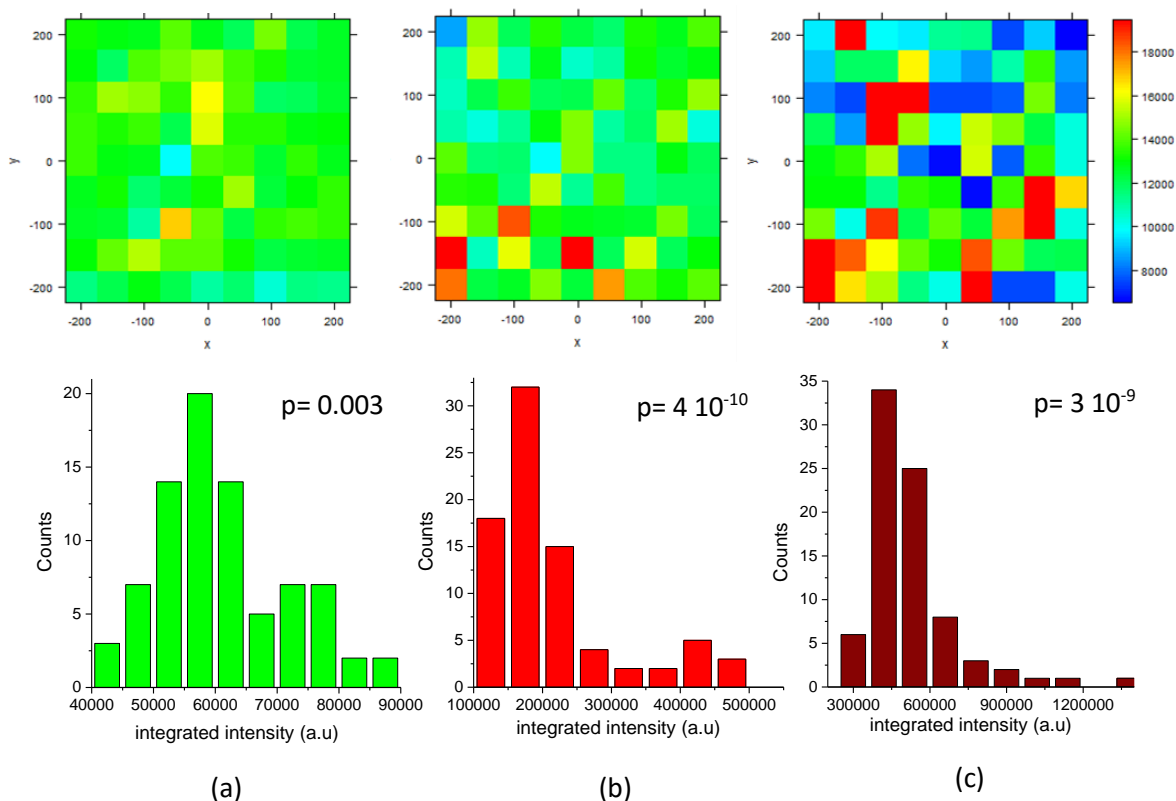 200
100
0
-100
-200
y
-200 -100 0 100 200
x
200
100
0
-100
-200
-200 -100 0 100 200
x
200
100
0
-100
-200
y
-200 -100 0 100 200
x
18000
16000
14000
12000
10000
8000
20
15
10
5
0
Counts
p= 0.003
40000 50000 60000 70000 80000 90000
integrated intensity (a.u)
30
25
20
15
10
5
0
Counts
p= 4 10⁻¹⁰
100000 200000 300000 400000 500000
integrated intensity (a.u)
35
30
25
20
15
10
5
0
Counts
p= 3 10⁻⁹
300000 600000 900000 1200000
integrated intensity (a.u)
(a) (b) (c)